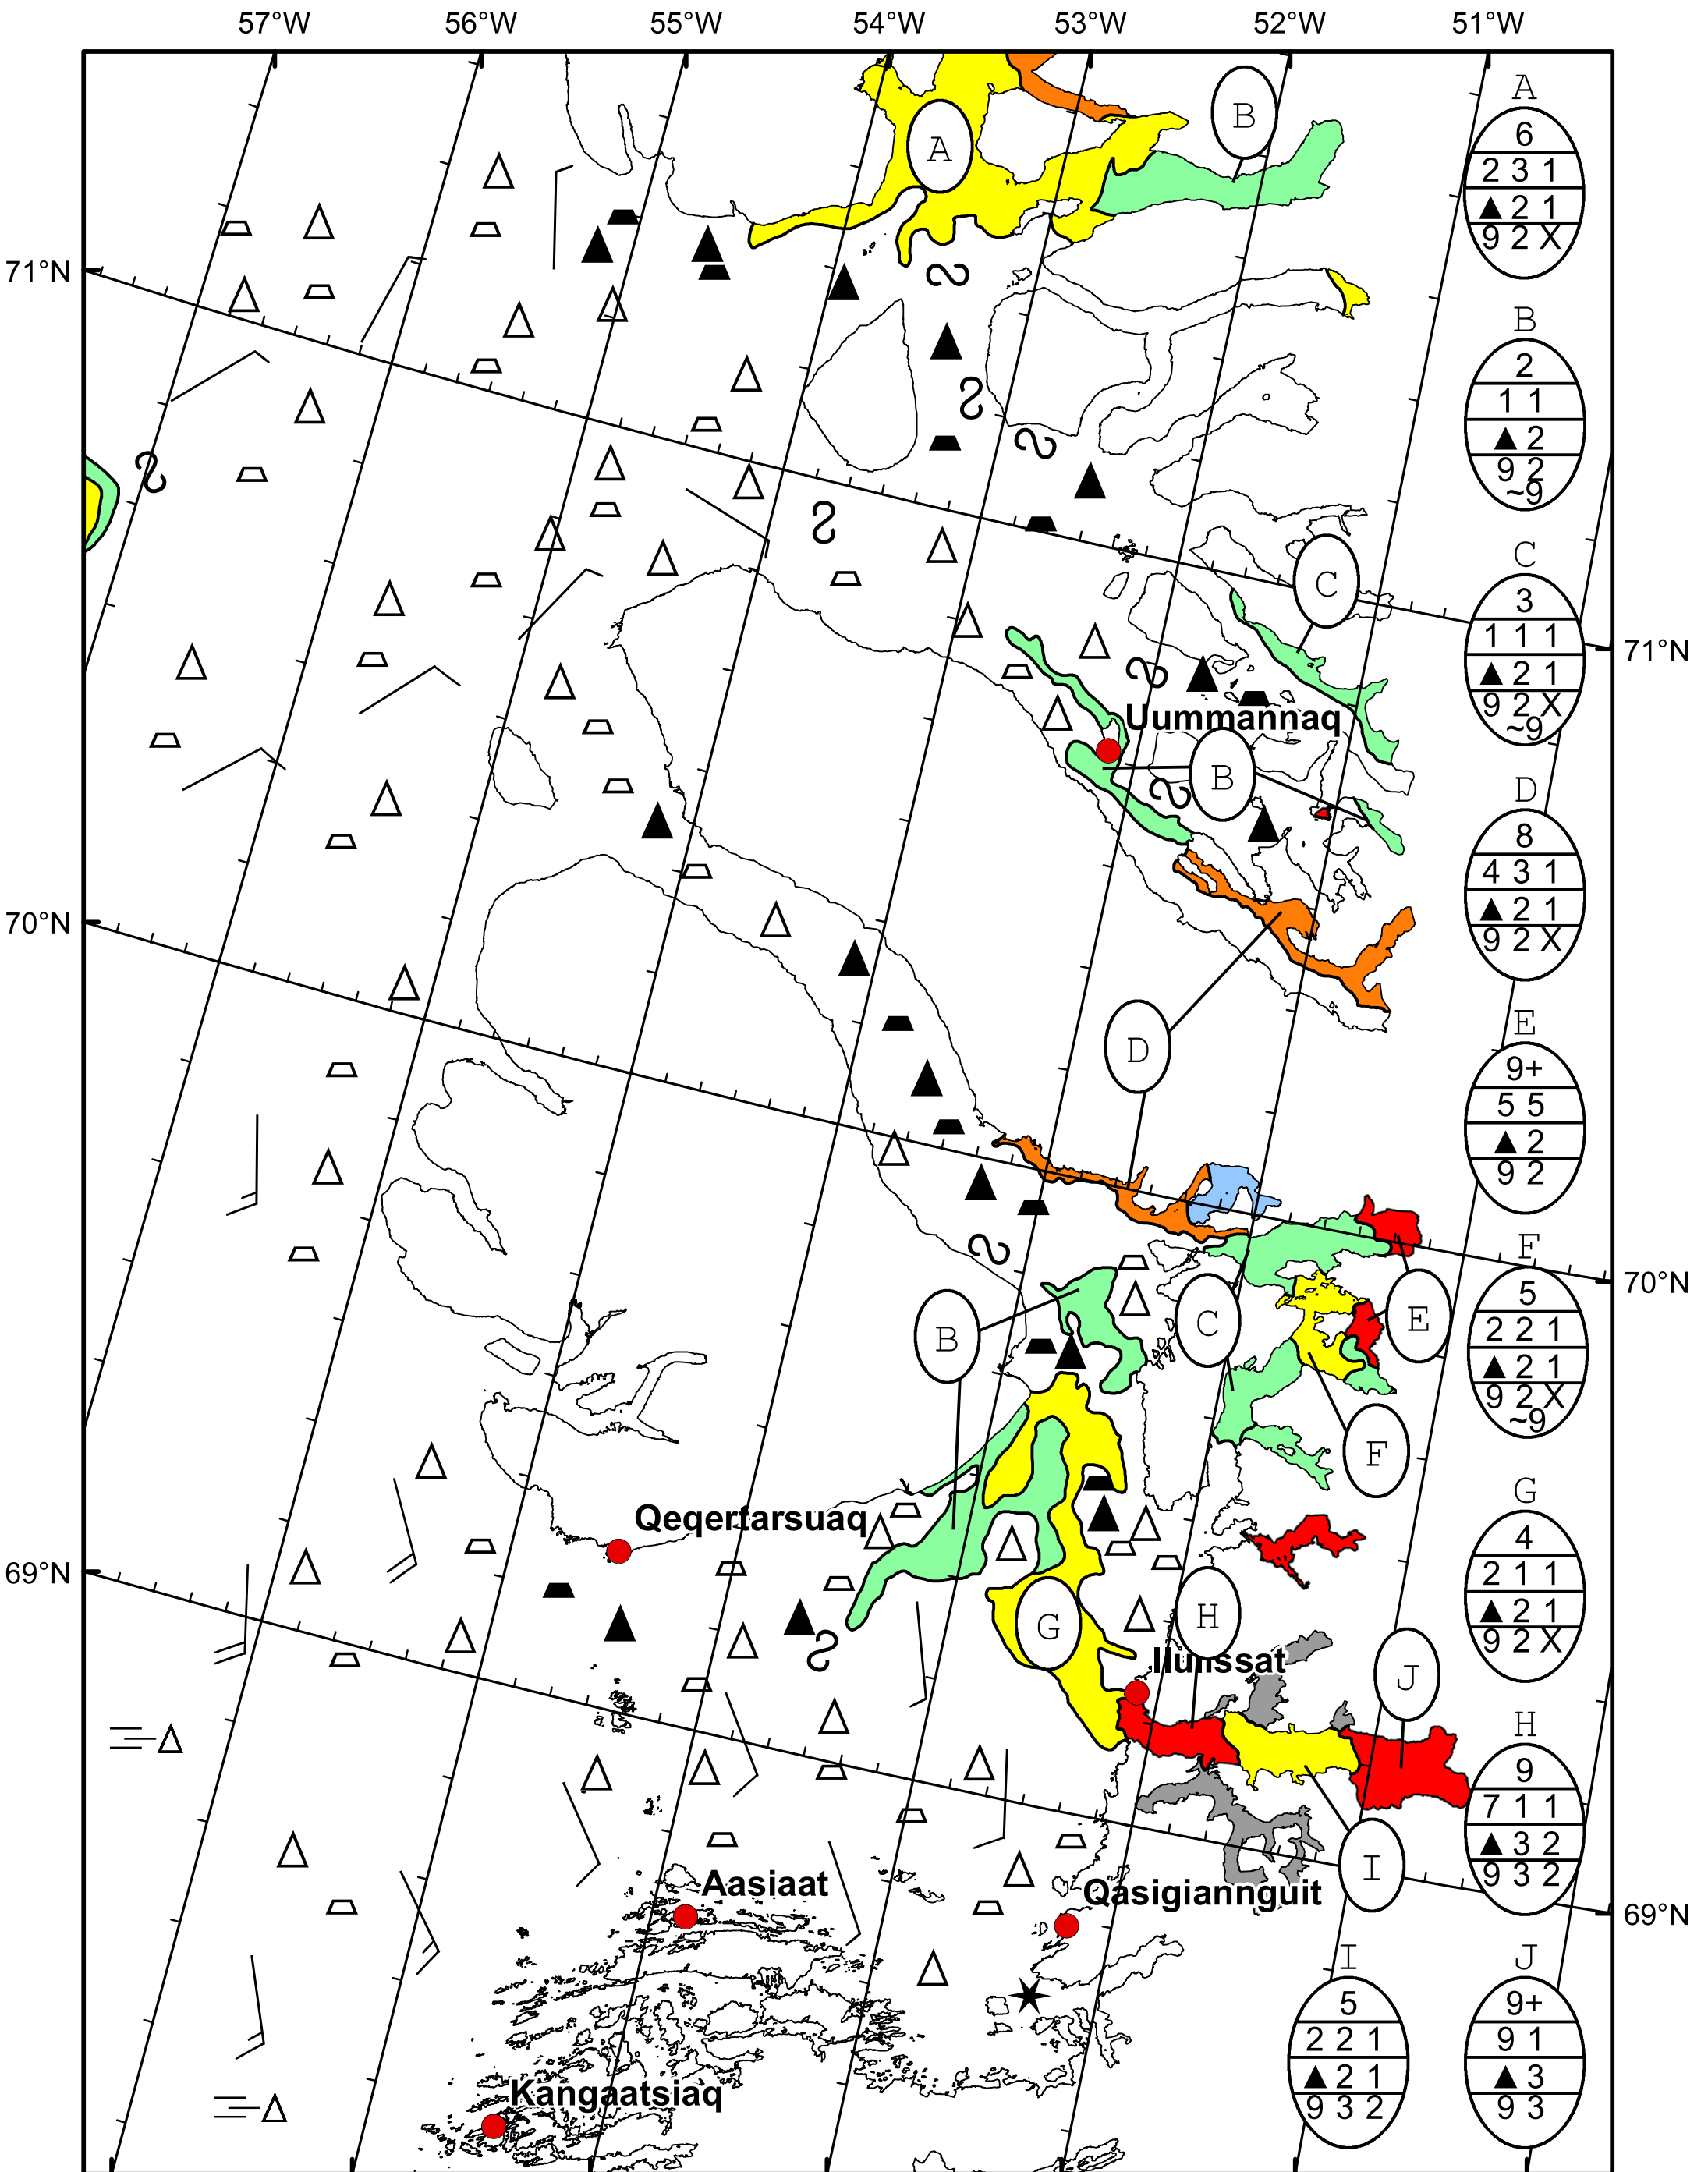 57°W 56°W 55°W 54°W 53°W 52°W 51°W
A
6
2 3 1
▲ 2 1
9 2 X
B
A
71°N
B
2
1 1
▲ 2
9 2
~9
C
3
1 1 1
▲ 2 1
9 2 X
~9
C
71°N
Uummannaq
B
D
8
4 3 1
▲ 2 1
9 2 X
70°N
D
E
9+
5 5
▲ 2
9 2
F
5
2 2 1
▲ 2 1
9 2 X
~9
70°N
B
C
E
F
G
4
2 1 1
▲ 2 1
9 2 X
Qeqertarsuaq
69°N
G
H
Ilulissat
J
H
9
7 1 1
▲ 3 2
9 3 2
I
Aasiaat
Qasigiannguit
69°N
I
5
2 2 1
▲ 2 1
9 3 2
J
9+
9 1
▲ 3
9 3
Kangaatsiaq